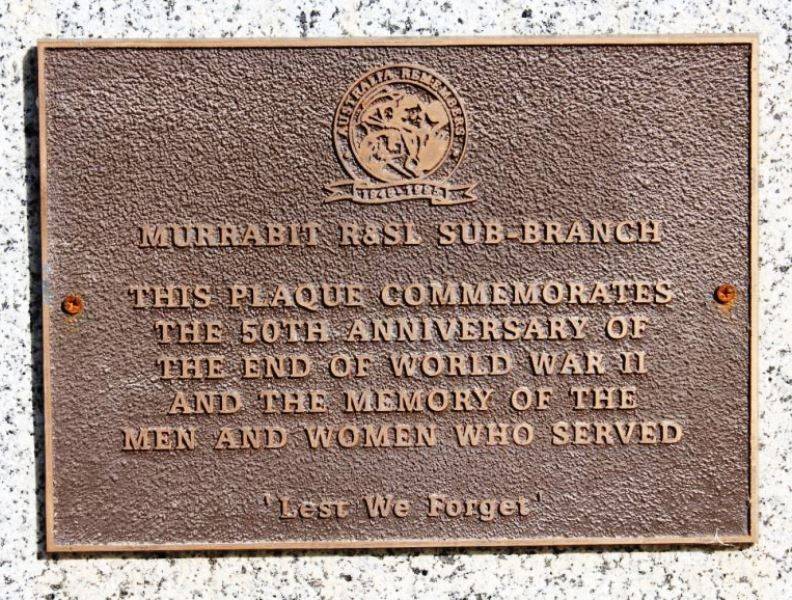 AUSTRALIA REMEMBERS
1945-1995
MURRABIT R&SL SUB-BRANCH
THIS PLAQUE COMMEMORATES
THE 50TH ANNIVERSARY OF
THE END OF WORLD WAR II
AND THE MEMORY OF THE
MEN AND WOMEN WHO SERVED
'Lest We Forget'